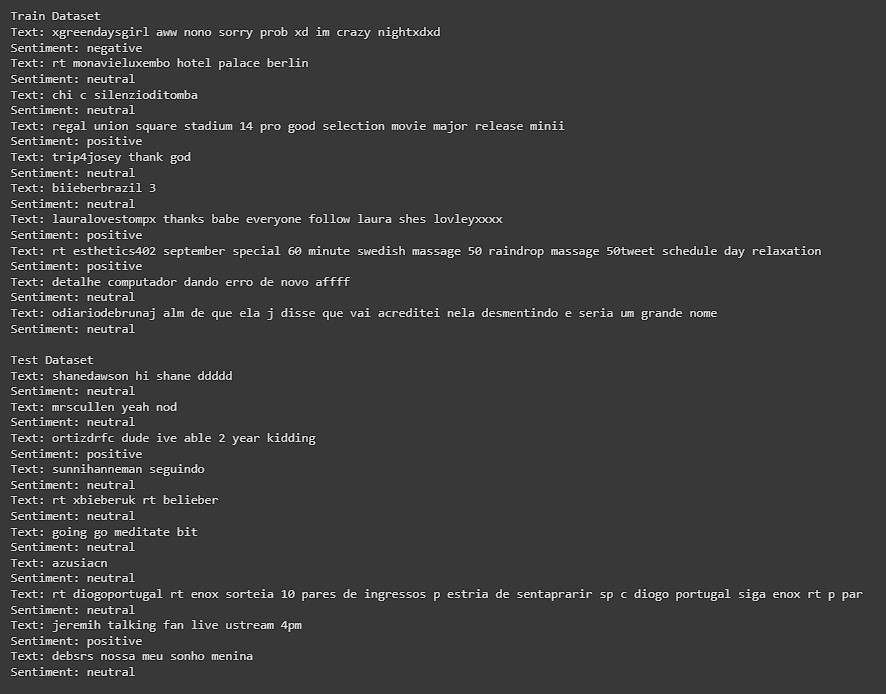 Train Dataset
Text: xgreendaysgirl aww nono sorry prob xd im crazy nightxdxd
Sentiment: negative
Text: rt monavieluxembo hotel palace berlin
Sentiment: neutral
Text: chi c silenzioditomba
Sentiment: neutral
Text: regal union square stadium 14 pro good selection movie major release minii
Sentiment: positive
Text: trip4josey thank god
Sentiment: neutral
Text: biieberbrazil 3
Sentiment: neutral
Text: lauralovestompx thanks babe everyone follow laura shes lovleyxxxx
Sentiment: positive
Text: rt esthetics402 september special 60 minute swedish massage 50 raindrop massage 50tweet schedule day relaxation
Sentiment: positive
Text: detalhe computador dando erro de novo affff
Sentiment: neutral
Text: odiariodebrunaj alm de que ela j disse que vai acreditei nela desmentindo e seria um grande nome
Sentiment: neutral

Test Dataset
Text: shanedawson hi shane ddddd
Sentiment: neutral
Text: mrscullen yeah nod
Sentiment: neutral
Text: ortizdrfc dude ive able 2 year kidding
Sentiment: positive
Text: sunnihanneman seguindo
Sentiment: neutral
Text: rt xbieberuk rt belieber
Sentiment: neutral
Text: going go meditate bit
Sentiment: neutral
Text: azusiacn
Sentiment: neutral
Text: rt diogoportugal rt enox sorteia 10 pares de ingressos p estria de sentaprarir sp c diogo portugal siga enox rt p par
Sentiment: neutral
Text: jeremih talking fan live ustream 4pm
Sentiment: positive
Text: debsrs nossa meu sonho menina
Sentiment: neutral